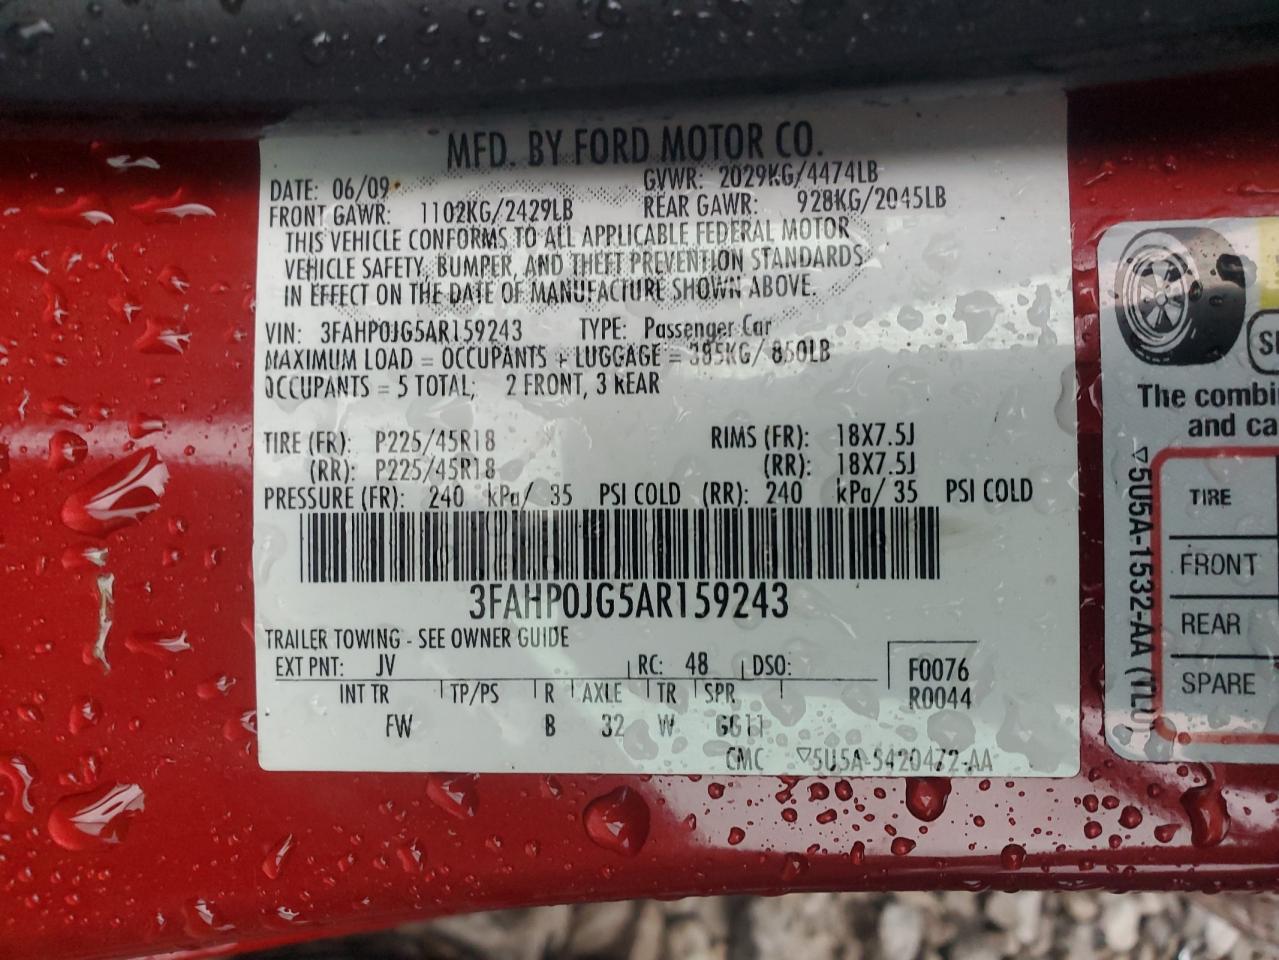 MFD. BY FORD MOTOR CO.
DATE: 06/09 GVWR: 2029KG/4474LB
FRONT GAWR: 1102KG/2429LB REAR GAWR: 928KG/2045LB
THIS VEHICLE CONFORMS TO ALL APPLICABLE FEDERAL MOTOR
VEHICLE SAFETY, BUMPER, AND THEFT PREVENTION STANDARDS
IN EFFECT ON THE DATE OF MANUFACTURE SHOWN ABOVE.
VIN: 3FAHP0JG5AR159243 TYPE: Passenger Car
MAXIMUM LOAD = OCCUPANTS + LUGGAGE = 385KG/ 850LB
OCCUPANTS = 5 TOTAL; 2 FRONT, 3 REAR
TIRE (FR): P225/45R18 RIMS (FR): 18X7.5J
(RR): P225/45R18 (RR): 18X7.5J
PRESSURE (FR): 240 kPa/ 35 PSI COLD (RR): 240 kPa/ 35 PSI COLD
3FAHP0JG5AR159243
TRAILER TOWING - SEE OWNER GUIDE
EXT PNT: JV RC: 48 DSO: F0076
INT TR TP/PS R AXLE TR SPR R0044
FW B 32 W GG11
CMC ▽5U5A-5420472-AA
The combi
and ca
TIRE
FRONT
REAR
SPARE
▽5U5A-1532-AA (TLU)